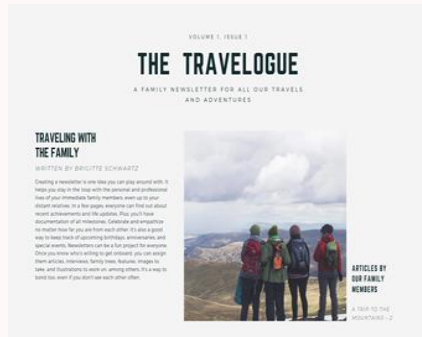 VOLUME 1, ISSUE 1
THE TRAVELOGUE
A FAMILY NEWSLETTER FOR ALL OUR TRAVELS
AND ADVENTURES
TRAVELING WITH
THE FAMILY
WRITTEN BY BRIGITTE SCHWARTZ
Creating a newsletter is one idea you can play around with. It
helps you stay in the loop with the personal and professional
lives of your immediate family members even up to your
distant relatives. In a few pages, everyone can find out about
recent achievements and life updates. Plus, you'll have
documentation of all milestones. Celebrate and empathize
no matter how far you are from each other. It's also a good
way to keep track of upcoming birthdays, anniversaries, and
special events. Newsletters can be a fun project for everyone.
Once you know who's willing to get onboard, you can assign
them articles, interviews, family trees, features, images to
take, and illustrations to work on, among others. It's a way to
bond too, even if you don't see each other often.
ARTICLES BY
OUR FAMILY
MEMBERS
A TRIP TO THE
MOUNTAINS - 2